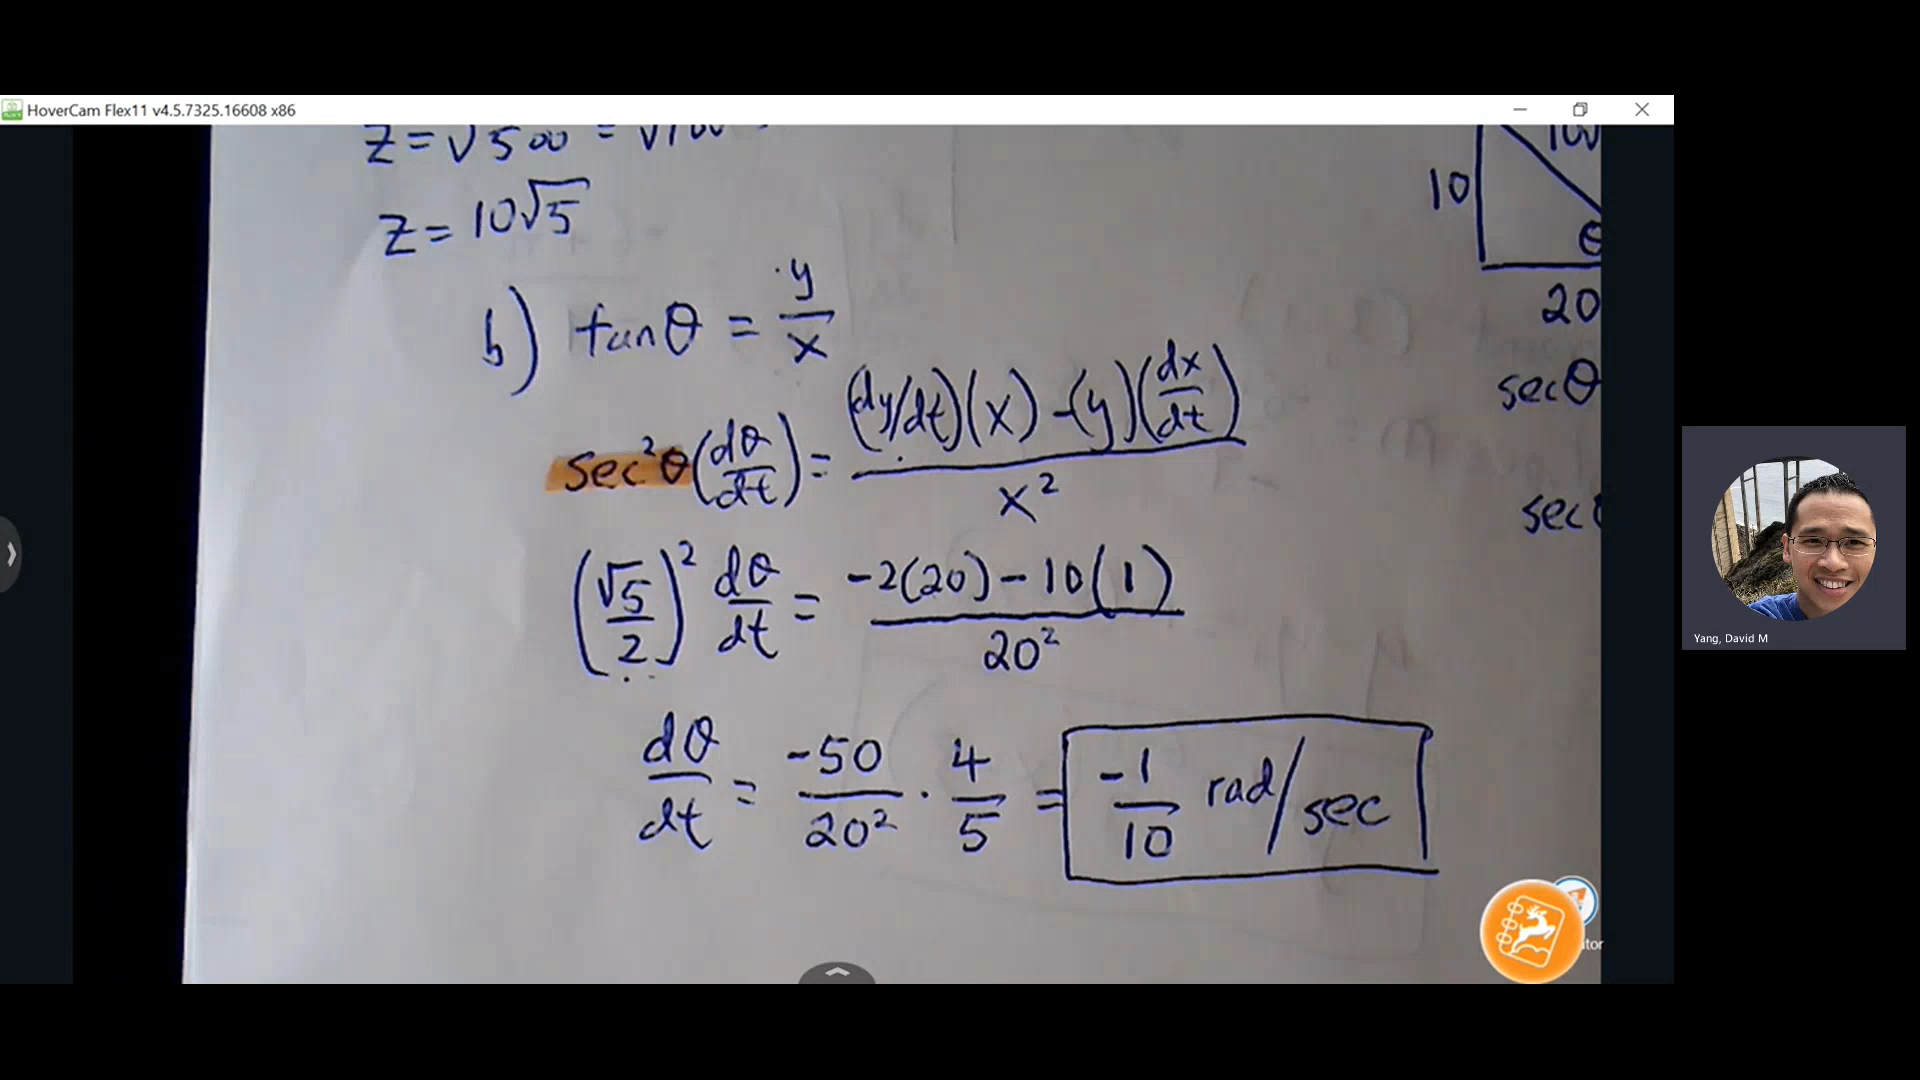 HoverCam Flex11 v4.5.7325.16608 x86
z = √500 = √100
z = 10√5
10
θ
20
b) tanθ = y/x
secθ
sec²θ(dθ/dt) = ((dy/dt)(x) - (y)(dx/dt))/x²
sec
(√5/2)² dθ/dt = (-2(20) - 10(1))/20²
dθ/dt = -50/20² · 4/5 = -1/10 rad/sec
Yang, David M